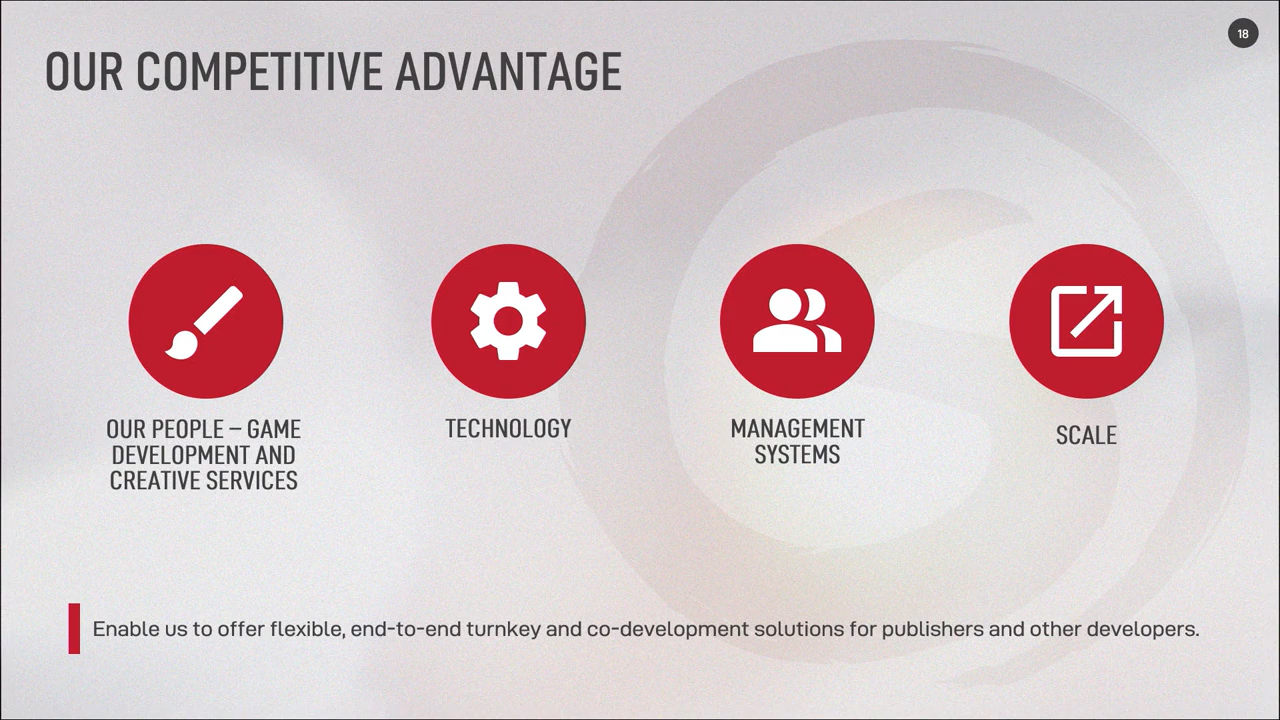 18
OUR COMPETITIVE ADVANTAGE
OUR PEOPLE – GAME
DEVELOPMENT AND
CREATIVE SERVICES
TECHNOLOGY
MANAGEMENT
SYSTEMS
SCALE
Enable us to offer flexible, end-to-end turnkey and co-development solutions for publishers and other developers.